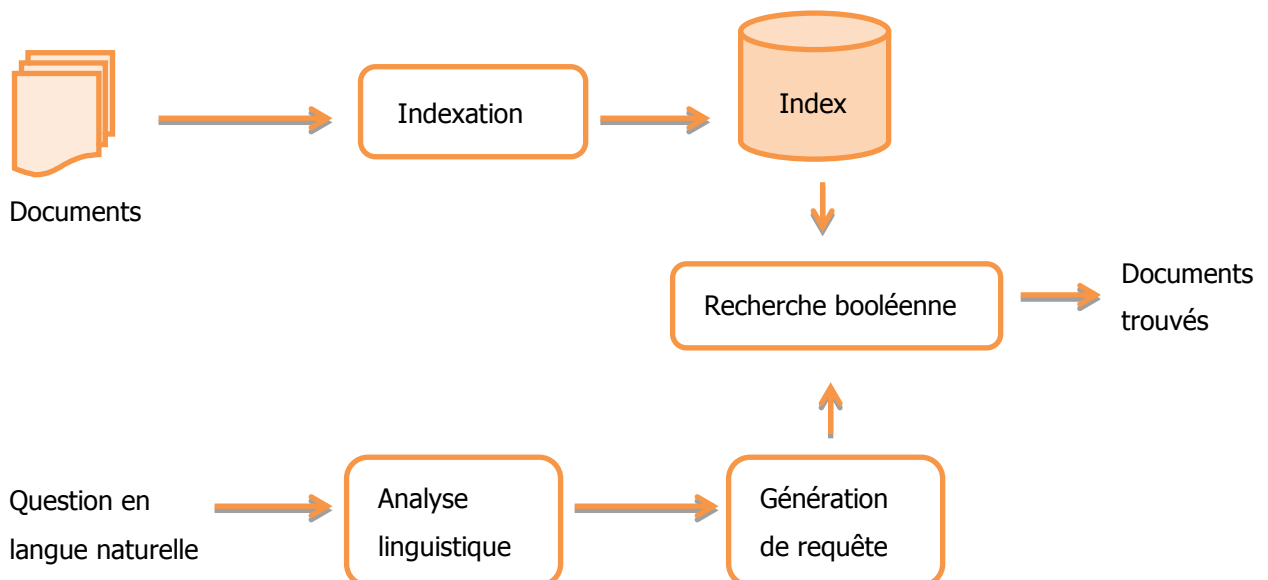 Indexation
Index
Documents
Recherche booléenne
Documents
trouvés
Question en
langue naturelle
Analyse
linguistique
Génération
de requête